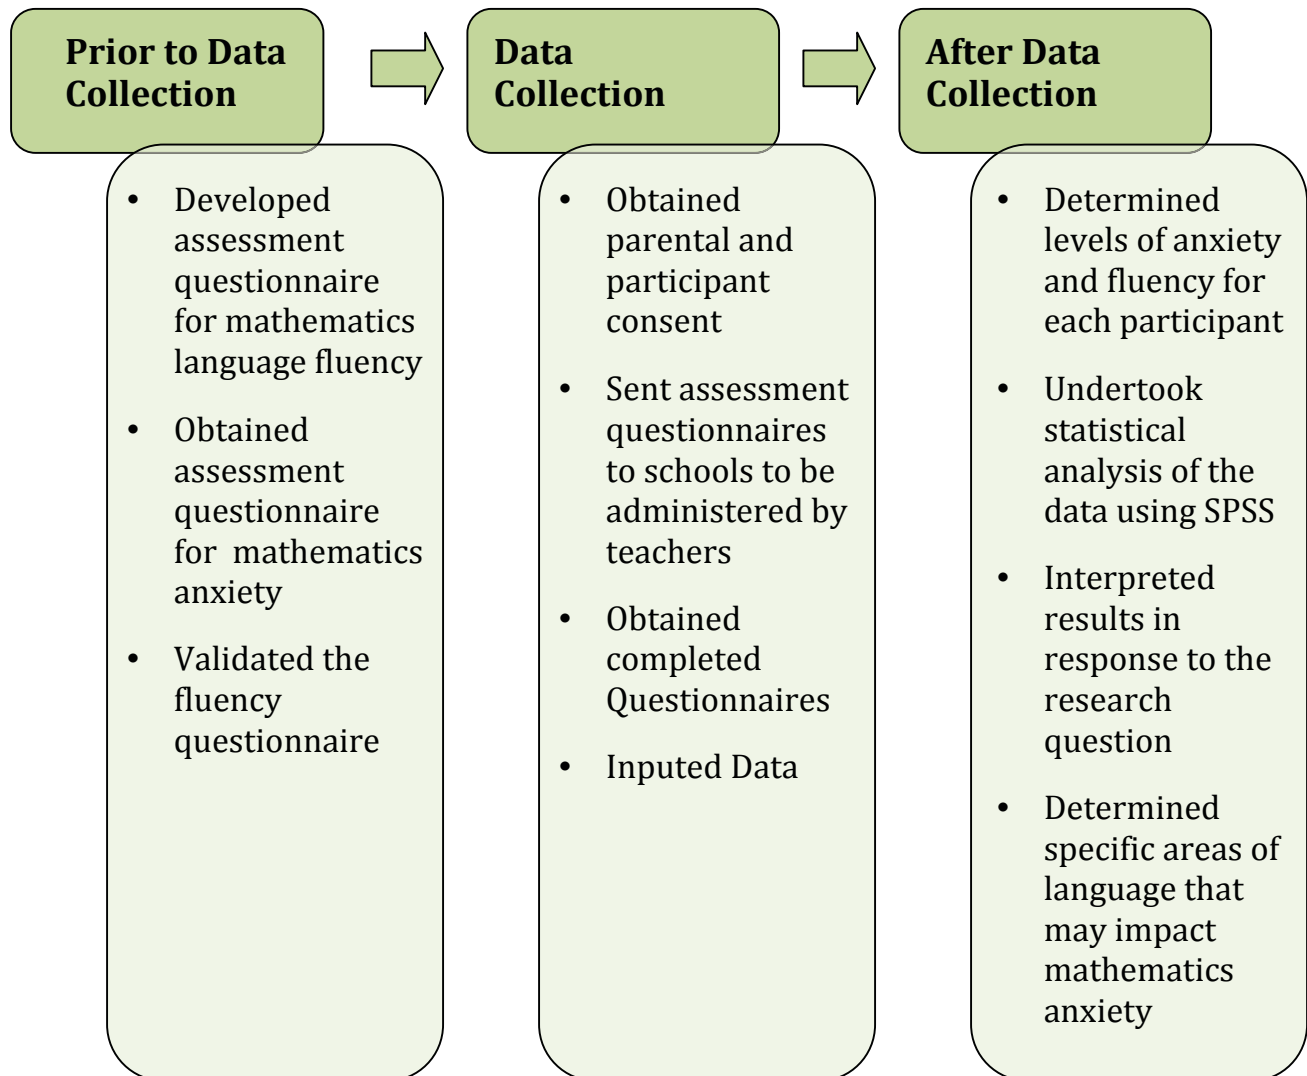 Prior to Data
Collection
• Developed
assessment
questionnaire
for mathematics
language fluency
• Obtained
assessment
questionnaire
for  mathematics
anxiety
• Validated the
fluency
questionnaire
Data
Collection
• Obtained
parental and
participant
consent
• Sent assessment
questionnaires
to schools to be
administered by
teachers
• Obtained
completed
Questionnaires
• Inputed Data
After Data
Collection
• Determined
levels of anxiety
and fluency for
each participant
• Undertook
statistical
analysis of the
data using SPSS
• Interpreted
results in
response to the
research
question
• Determined
specific areas of
language that
may impact
mathematics
anxiety